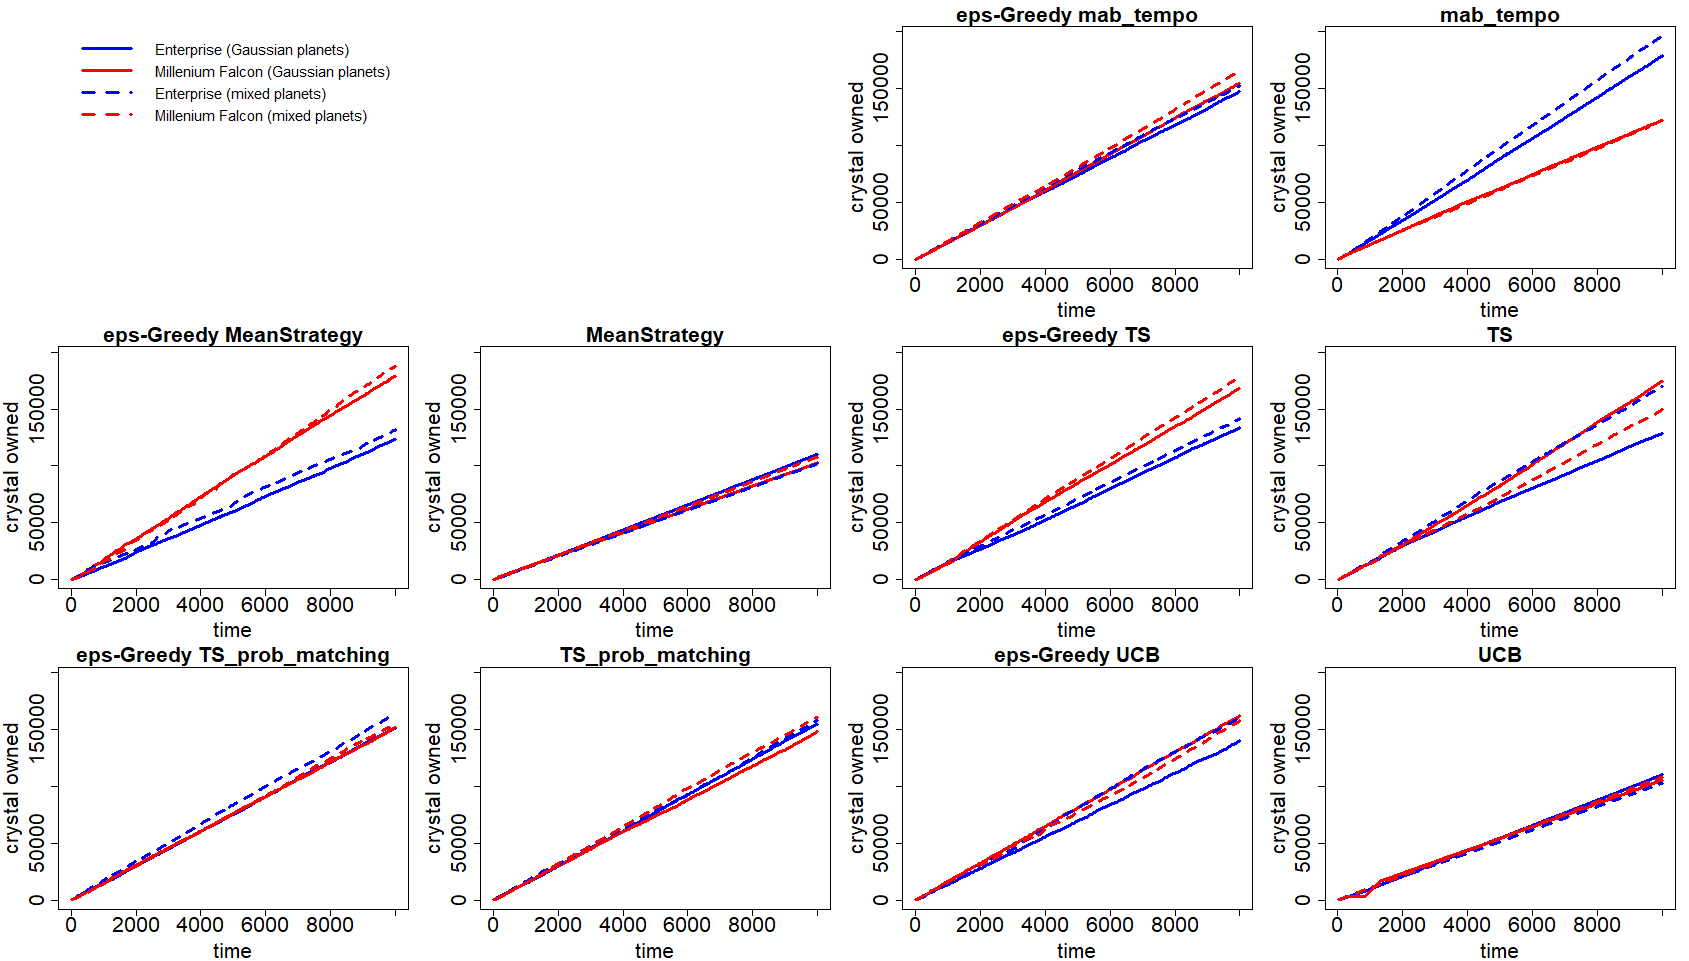 Enterprise (Gaussian planets)
Millenium Falcon (Gaussian planets)
Enterprise (mixed planets)
Millenium Falcon (mixed planets)
eps-Greedy mab_tempo
crystal owned
0 50000 150000
0 2000 4000 6000 8000
time
mab_tempo
crystal owned
0 50000 150000
0 2000 4000 6000 8000
time
eps-Greedy MeanStrategy
crystal owned
0 50000 150000
0 2000 4000 6000 8000
time
MeanStrategy
crystal owned
0 50000 150000
0 2000 4000 6000 8000
time
eps-Greedy TS
crystal owned
0 50000 150000
0 2000 4000 6000 8000
time
TS
crystal owned
0 50000 150000
0 2000 4000 6000 8000
time
eps-Greedy TS_prob_matching
crystal owned
0 50000 150000
0 2000 4000 6000 8000
time
TS_prob_matching
crystal owned
0 50000 150000
0 2000 4000 6000 8000
time
eps-Greedy UCB
crystal owned
0 50000 150000
0 2000 4000 6000 8000
time
UCB
crystal owned
0 50000 150000
0 2000 4000 6000 8000
time